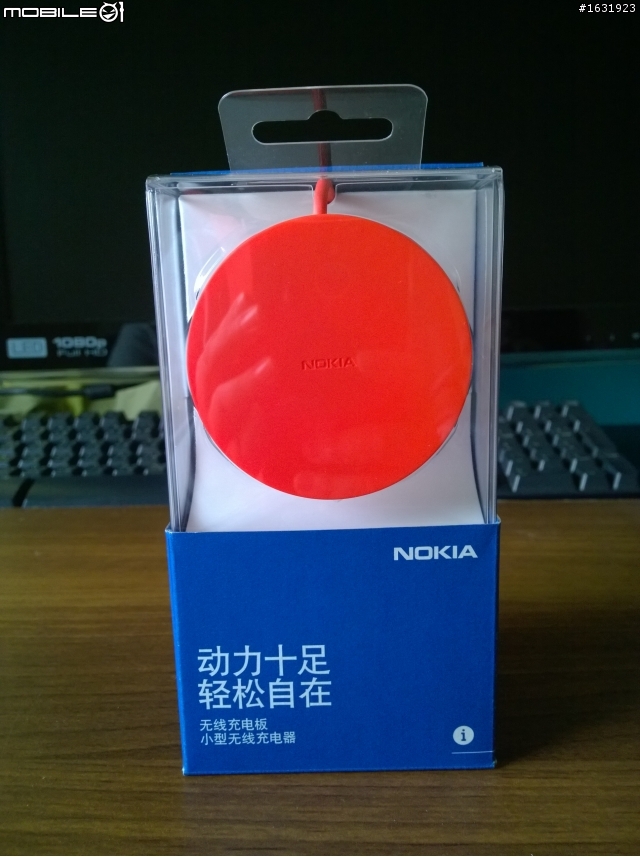 MOBILE01
#1631923
LED 1080p
Full HD
NOKIA
NOKIA
动力十足
轻松自在
无线充电板
小型无线充电器
i